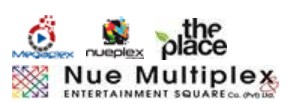 Megaplex
nueplex
the place
Nue Multiplex
ENTERTAINMENT SQUARE Co. (Pvt) Ltd.